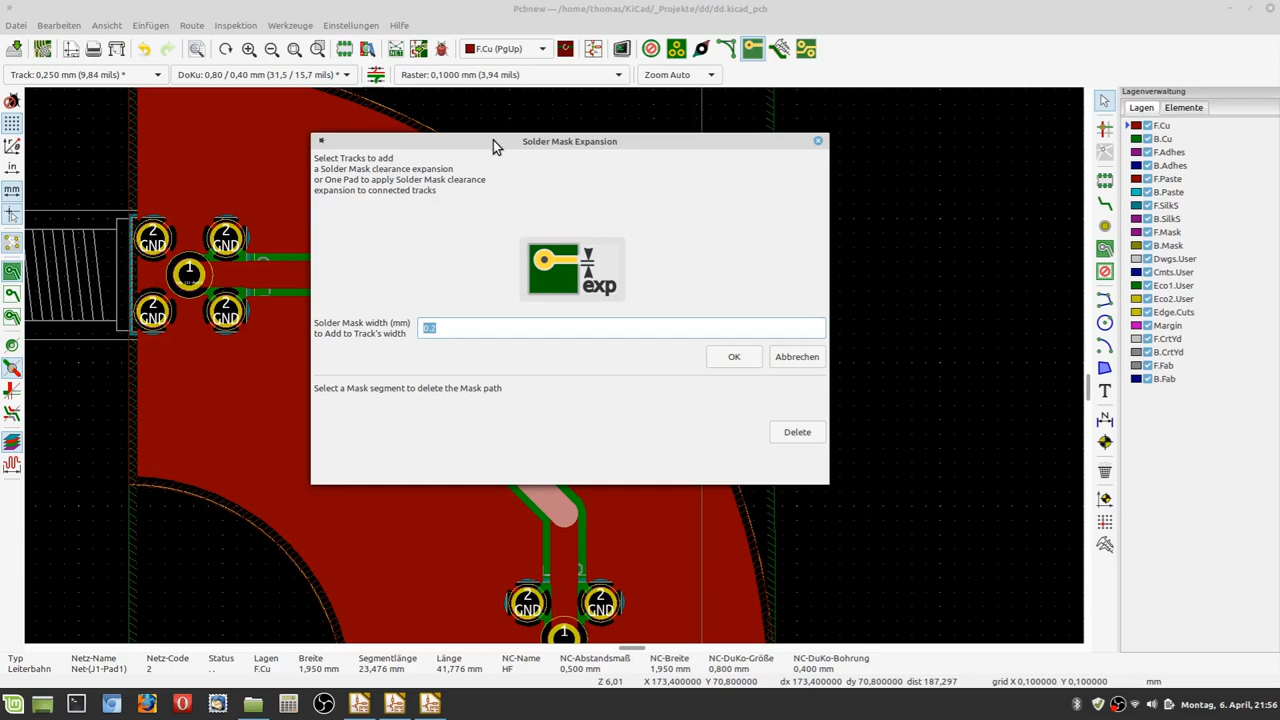 Pcbnew — /home/thomas/KiCad/_Projekte/dd/dd.kicad_pcb
Datei Bearbeiten Ansicht Einfügen Route Inspektion Werkzeuge Einstellungen Hilfe
F.Cu (PgUp)
Track: 0,250 mm (9,84 mils) * DoKu: 0,80 / 0,40 mm (31,5 / 15,7 mils) * Raster: 0,1000 mm (3,94 mils) Zoom Auto
Lagenverwaltung
Lagen Elemente
F.Cu
B.Cu
F.Adhes
B.Adhes
F.Paste
B.Paste
F.SilkS
B.SilkS
F.Mask
B.Mask
Dwgs.User
Cmts.User
Eco1.User
Eco2.User
Edge.Cuts
Margin
F.CrtYd
B.CrtYd
F.Fab
B.Fab
in
mm
Solder Mask Expansion
Select Tracks to add
a Solder Mask clearance expansion
or One Pad to apply Solder Mask clearance
expansion to connected tracks
exp
Solder Mask width (mm)
to Add to Track's width
0.2
OK Abbrechen
Select a Mask segment to delete the Mask path
Delete
2 2
GND GND
1
2 2
GND GND
2 2
GND GND
1
Typ Netz-Name Netz-Code Status Lagen Breite Segmentlänge Länge NC-Name NC-Abstandsmaß NC-Breite NC-DuKo-Größe NC-DuKo-Bohrung
Leiterbahn Net-(J1-Pad1) 2 .. F.Cu 1,950 mm 23,476 mm 41,776 mm HF 0,500 mm 1,950 mm 0,800 mm 0,400 mm
Z 6,01 X 173,400000 Y 70,800000 dx 173,400000 dy 70,800000 dist 187,297 grid X 0,100000 Y 0,100000 mm
Montag, 6. April, 21:56